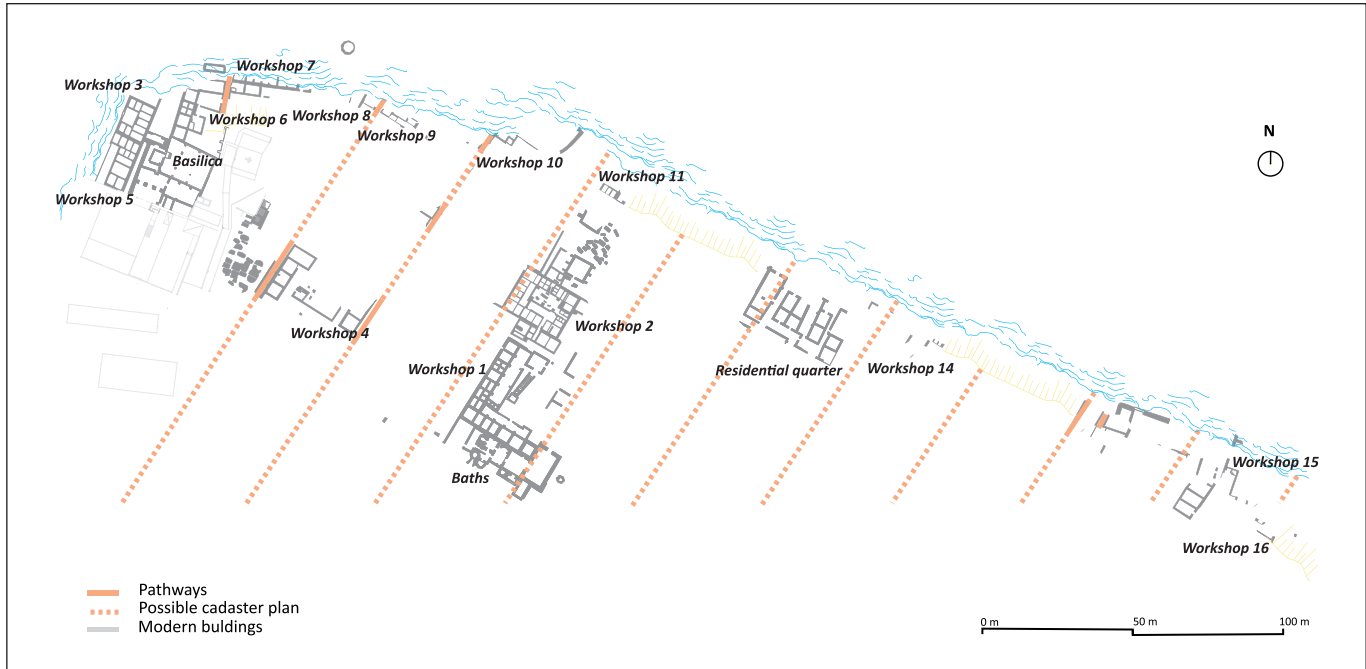 Workshop 7
Workshop 3
Workshop 6
Workshop 8
Workshop 9
N
Basilica
Workshop 10
Workshop 11
Workshop 5
Workshop 4
Workshop 2
Workshop 1
Residential quarter
Workshop 14
Baths
Workshop 15
Workshop 16
Pathways
Possible cadaster plan
Modern buldings
0 m
50 m
100 m